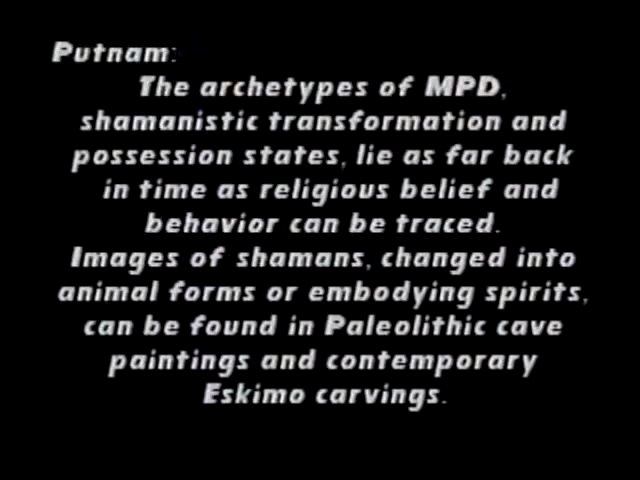 Putnam:
The archetypes of MPD,
shamanistic transformation and
possession states, lie as far back
in time as religious belief and
behavior can be traced.
Images of shamans, changed into
animal forms or embodying spirits,
can be found in Paleolithic cave
paintings and contemporary
Eskimo carvings.